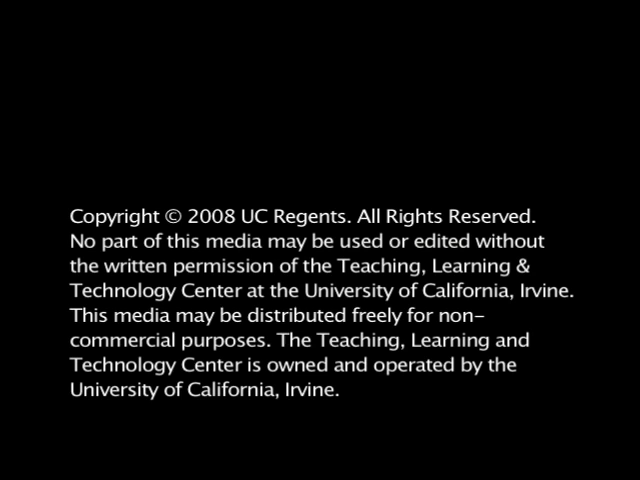 Copyright © 2008 UC Regents. All Rights Reserved.
No part of this media may be used or edited without
the written permission of the Teaching, Learning &
Technology Center at the University of California, Irvine.
This media may be distributed freely for non-
commercial purposes. The Teaching, Learning and
Technology Center is owned and operated by the
University of California, Irvine.